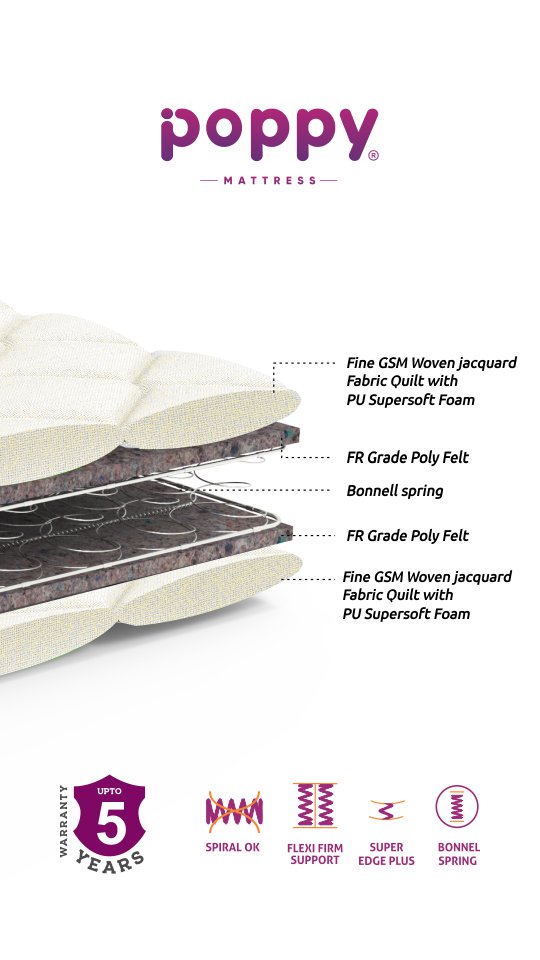 poppy®
MATTRESS
Fine GSM Woven jacquard
Fabric Quilt with
PU Supersoft Foam
FR Grade Poly Felt
Bonnell spring
FR Grade Poly Felt
Fine GSM Woven jacquard
Fabric Quilt with
PU Supersoft Foam
WARRANTY
UPTO
5
YEARS
SPIRAL OK
FLEXI FIRM
SUPPORT
SUPER
EDGE PLUS
BONNEL
SPRING